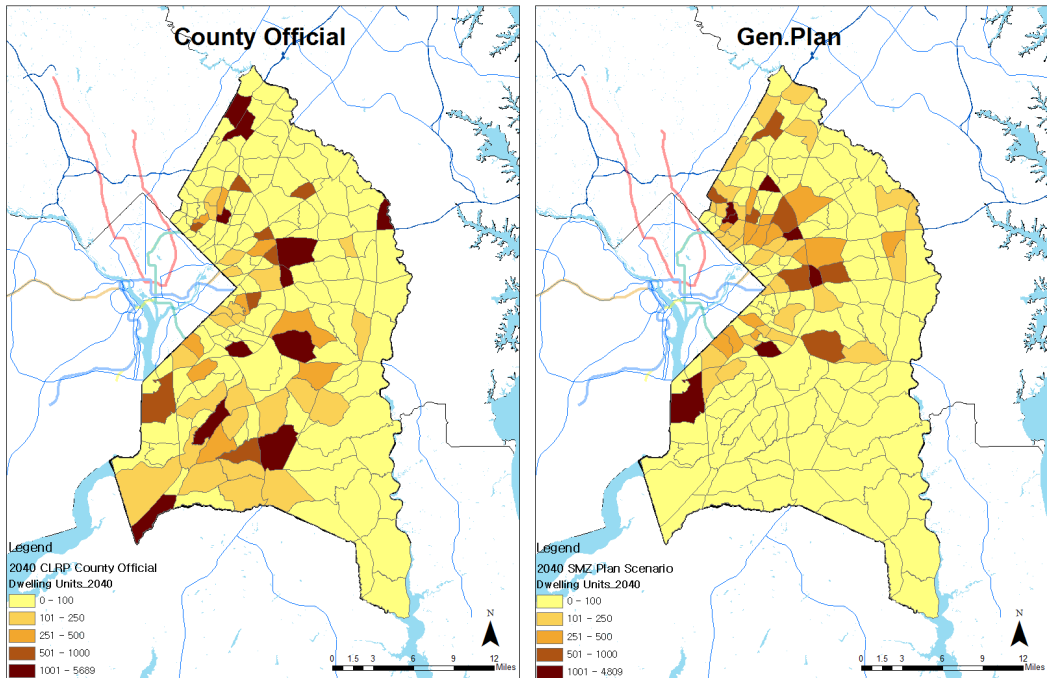 County Official
Legend
2040 CLRP County Official
Dwelling Units_2040
0 - 100
101 - 250
251 - 500
501 - 1000
1001 - 5689
N
0 1.5 3 6 9 12
Miles
Gen.Plan
Legend
2040 SMZ Plan Scenario
Dwelling Units_2040
0 - 100
101 - 250
251 - 500
501 - 1000
1001 - 4809
N
0 1.5 3 6 9 12
Miles